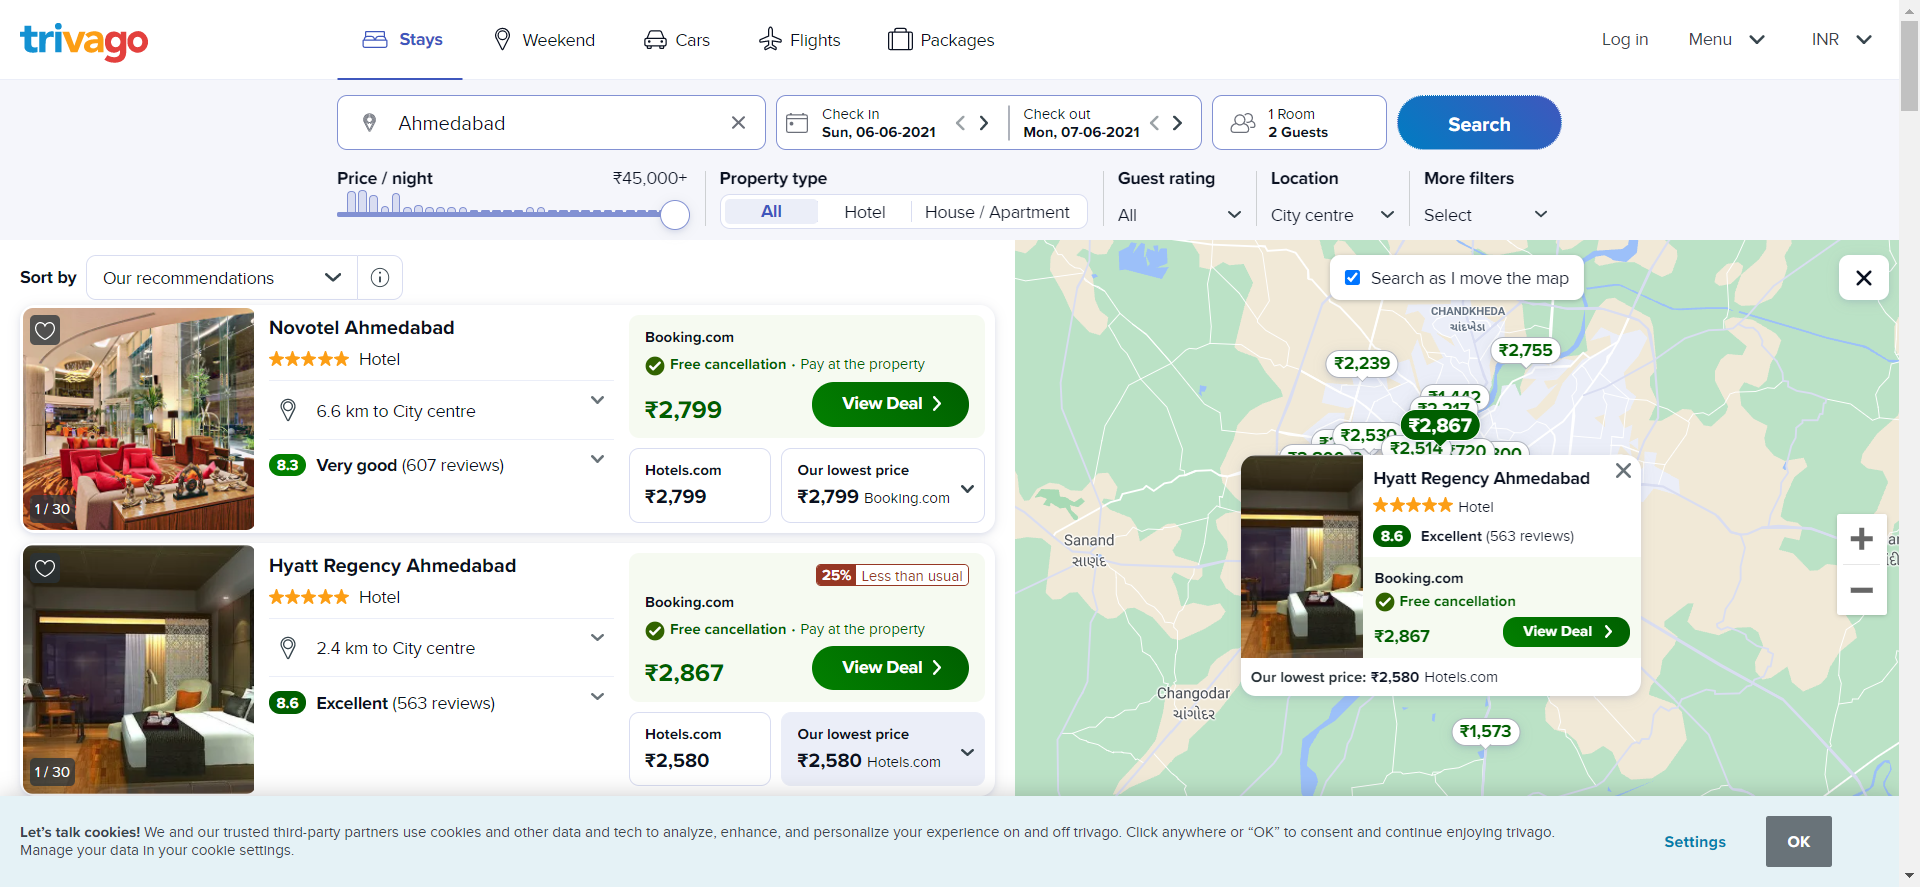 trivago
Stays
Weekend
Cars
Flights
Packages
Log in
Menu
INR
Ahmedabad
Check in
Sun, 06-06-2021
Check out
Mon, 07-06-2021
1 Room
2 Guests
Search
Price / night
₹45,000+
Property type
All
Hotel
House / Apartment
Guest rating
All
Location
City centre
More filters
Select
Sort by
Our recommendations
1 / 30
Novotel Ahmedabad
Hotel
6.6 km to City centre
8.3 Very good (607 reviews)
Booking.com
Free cancellation · Pay at the property
₹2,799
View Deal
Hotels.com
₹2,799
Our lowest price
₹2,799 Booking.com
1 / 30
Hyatt Regency Ahmedabad
Hotel
2.4 km to City centre
8.6 Excellent (563 reviews)
25% Less than usual
Booking.com
Free cancellation · Pay at the property
₹2,867
View Deal
Hotels.com
₹2,580
Our lowest price
₹2,580 Hotels.com
Search as I move the map
CHANDKHEDA
ચાંદખેડા
₹2,755
₹2,239
₹1,442
₹2,217
₹2,867
₹2,530
₹2,514
Hyatt Regency Ahmedabad
Hotel
8.6 Excellent (563 reviews)
Booking.com
Free cancellation
₹2,867
View Deal
Our lowest price: ₹2,580 Hotels.com
Sanand
સાણંદ
Changodar
ચાંગોદર
₹1,573
Let's talk cookies! We and our trusted third-party partners use cookies and other data and tech to analyze, enhance, and personalize your experience on and off trivago. Click anywhere or “OK” to consent and continue enjoying trivago.
Manage your data in your cookie settings.
Settings
OK